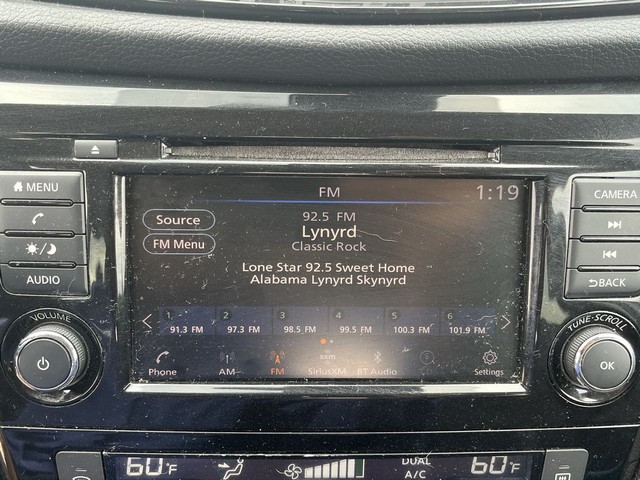 FM
1:19
MENU
CAMERA
Source
92.5 FM
Lynyrd
FM Menu
Classic Rock
Lone Star 92.5 Sweet Home
Alabama Lynyrd Skynyrd
AUDIO
BACK
VOLUME
TUNE·SCROLL
1 2 3 4 5 6
91.3 FM 97.3 FM 98.5 FM 99.5 FM 100.3 FM 101.9 FM
OK
sxm
Phone AM FM SiriusXM BT Audio Settings
60°F
DUAL
A/C
60°F